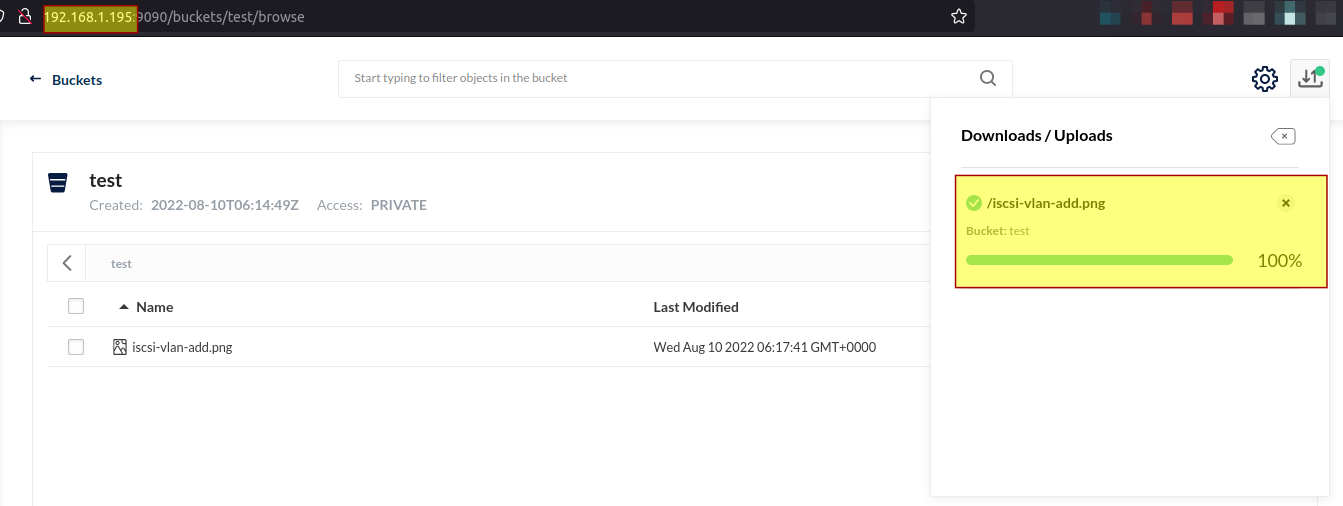 192.168.1.195:9090/buckets/test/browse
Buckets
Start typing to filter objects in the bucket
Downloads / Uploads
test
Created: 2022-08-10T06:14:49Z Access: PRIVATE
/iscsi-vlan-add.png
Bucket: test
100%
test
Name Last Modified
iscsi-vlan-add.png Wed Aug 10 2022 06:17:41 GMT+0000